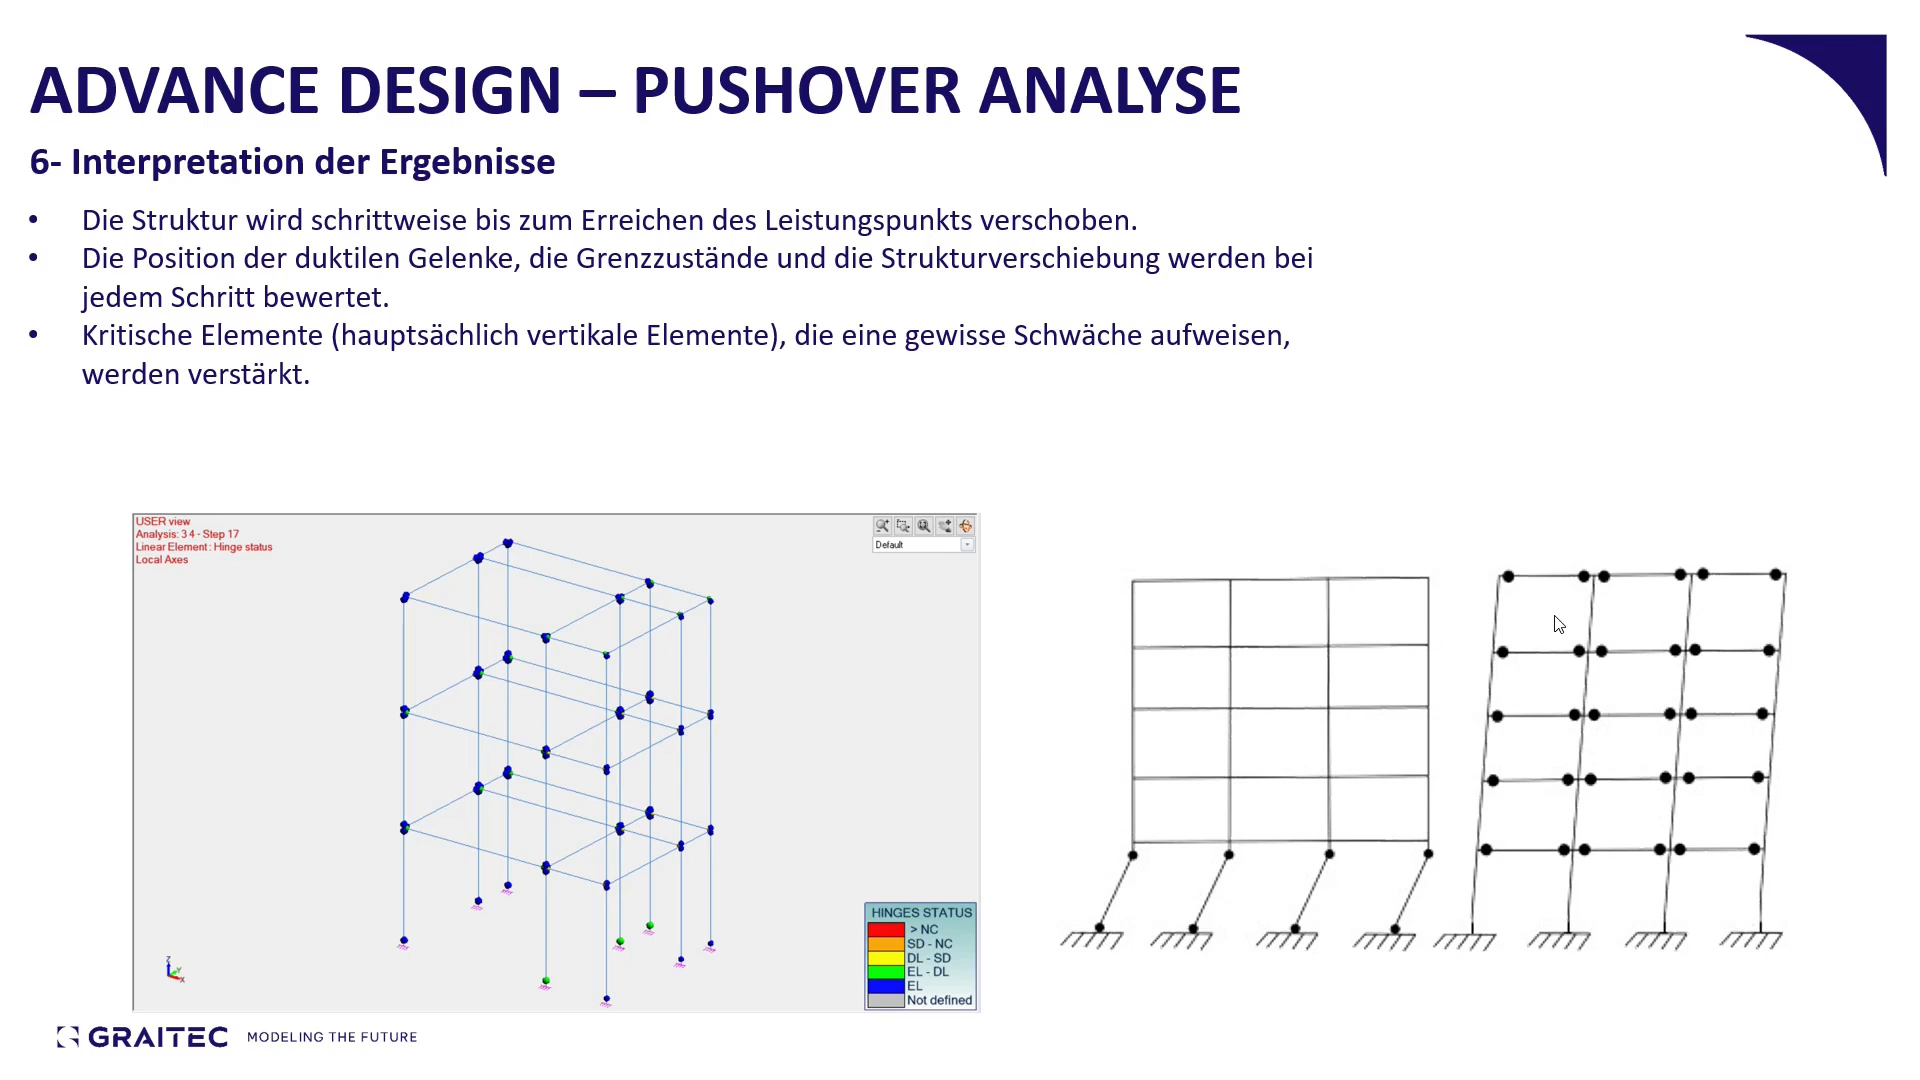 ADVANCE DESIGN – PUSHOVER ANALYSE
6- Interpretation der Ergebnisse
• Die Struktur wird schrittweise bis zum Erreichen des Leistungspunkts verschoben.
• Die Position der duktilen Gelenke, die Grenzzustände und die Strukturverschiebung werden bei
jedem Schritt bewertet.
• Kritische Elemente (hauptsächlich vertikale Elemente), die eine gewisse Schwäche aufweisen,
werden verstärkt.
USER view
Analysis: 3 4 - Step 17
Linear Element : Hinge status
Local Axes
Default
Z
Y
X
HINGES STATUS
> NC
SD - NC
DL - SD
EL - DL
EL
Not defined
GRAITEC MODELING THE FUTURE